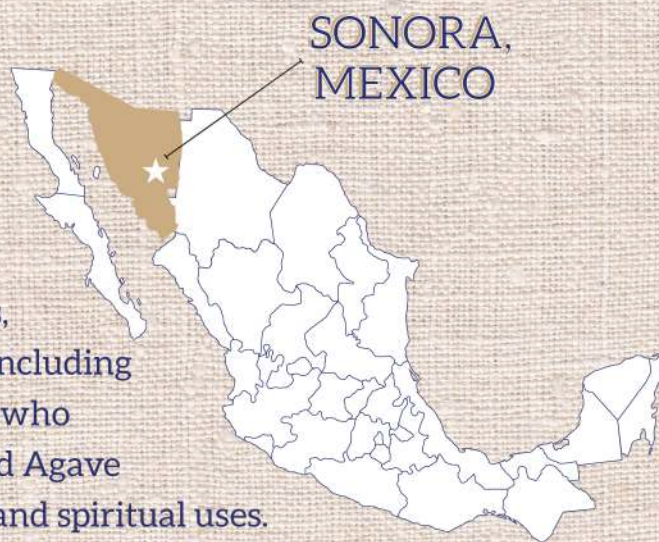 SONORA,
MEXICO
,
including
who
d Agave
and spiritual uses.